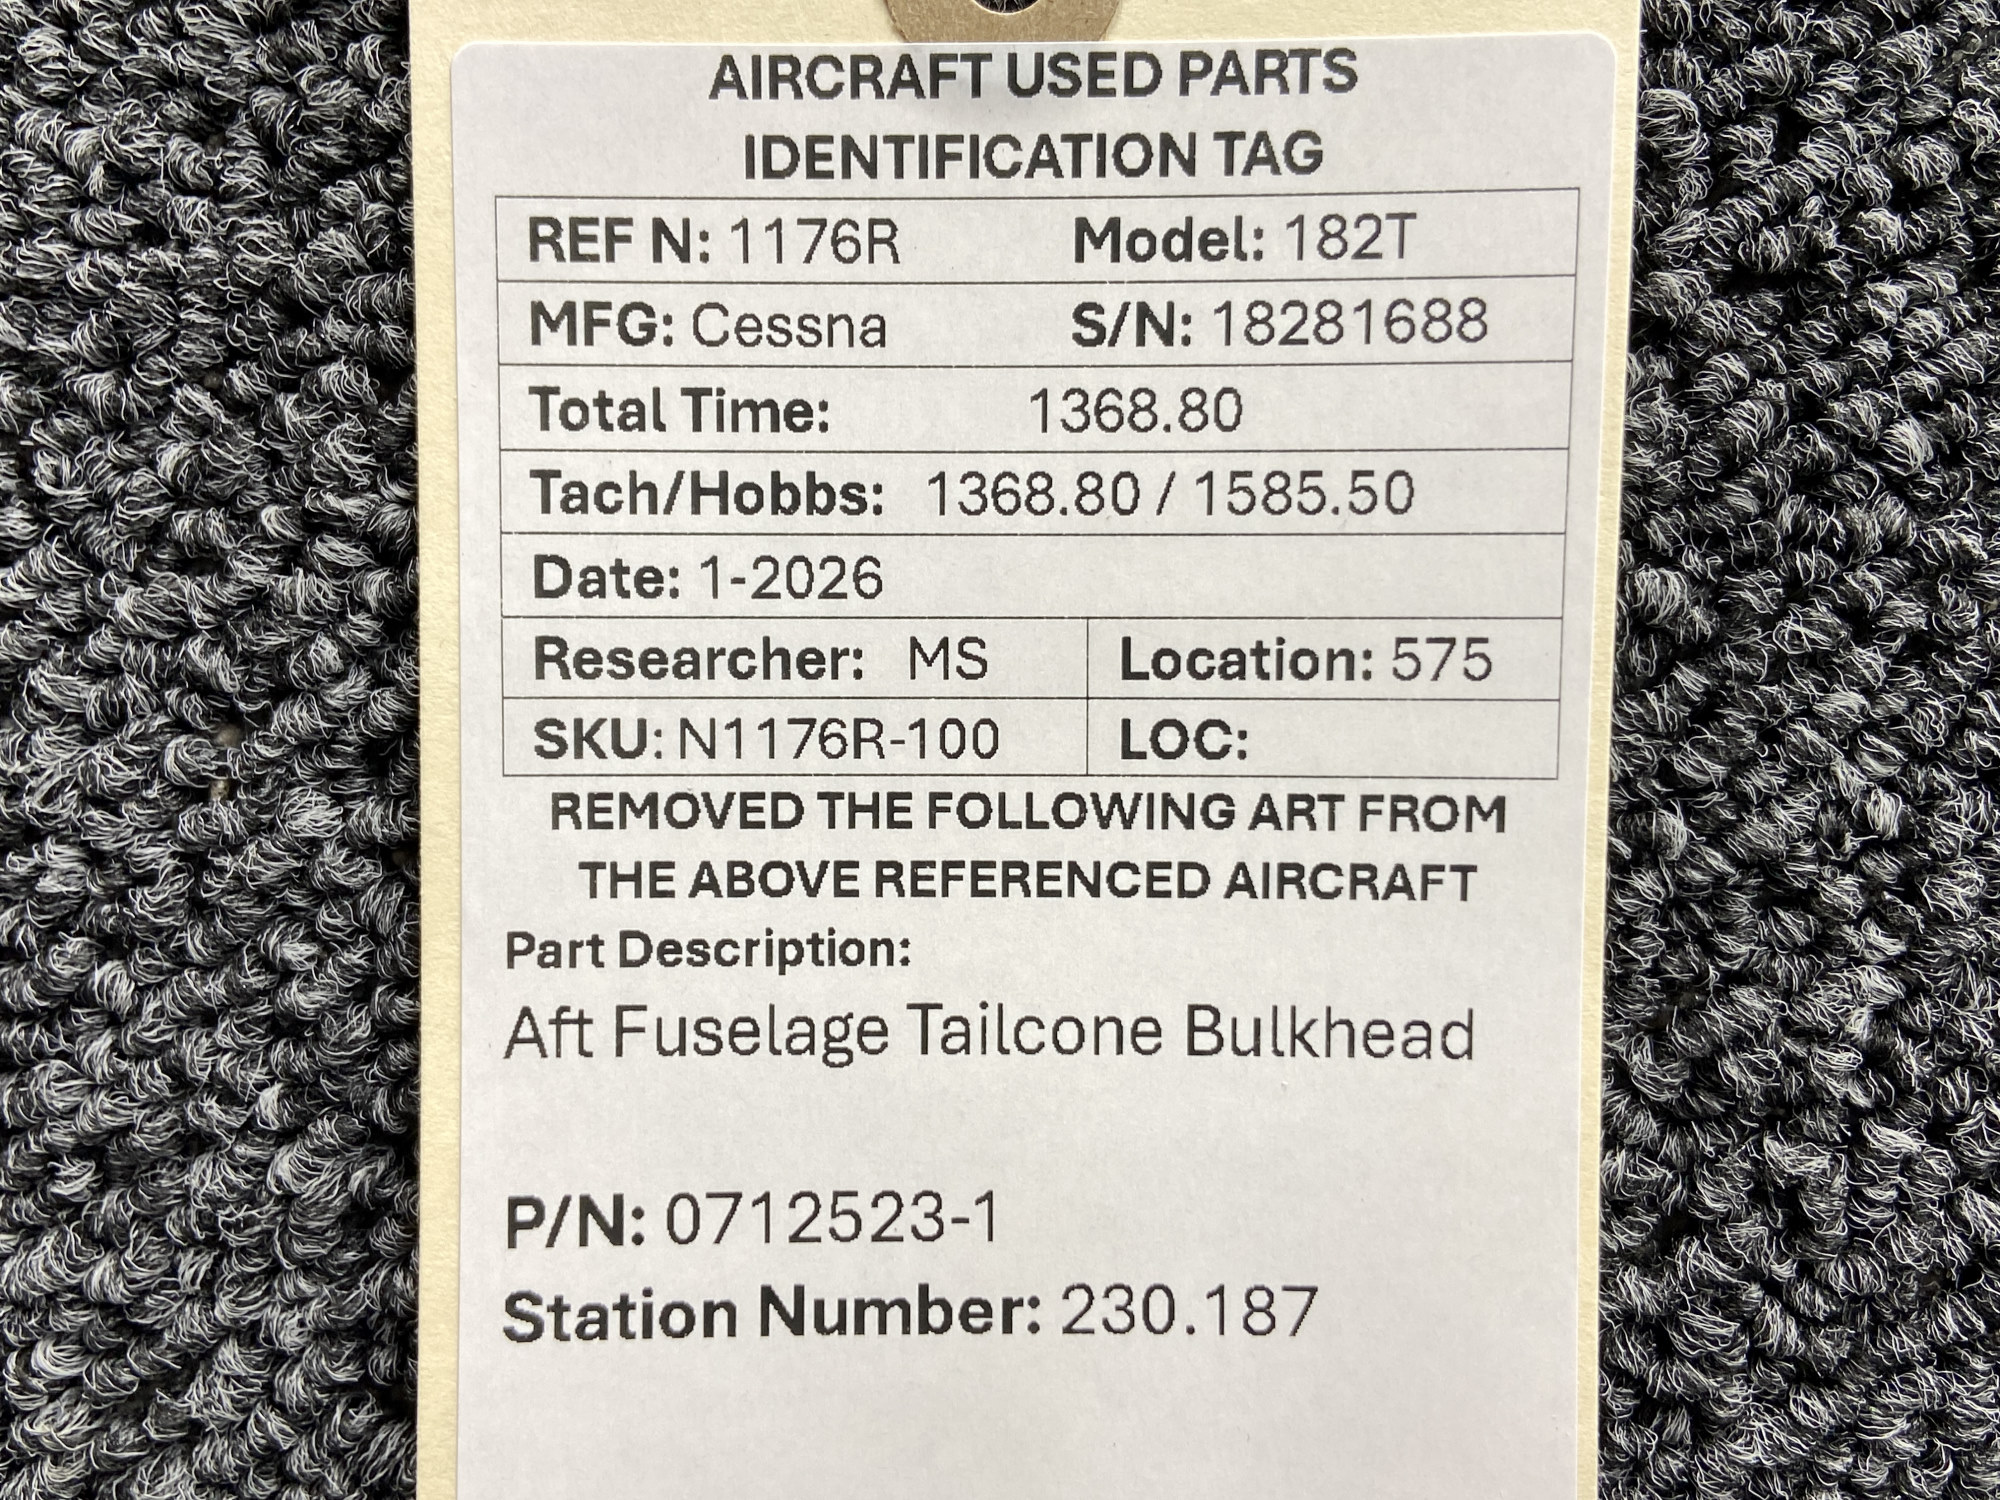 AIRCRAFT USED PARTS
IDENTIFICATION TAG
REF N: 1176R Model: 182T
MFG: Cessna S/N: 18281688
Total Time: 1368.80
Tach/Hobbs: 1368.80 / 1585.50
Date: 1-2026
Researcher: MS Location: 575
SKU: N1176R-100 LOC:
REMOVED THE FOLLOWING ART FROM
THE ABOVE REFERENCED AIRCRAFT
Part Description:
Aft Fuselage Tailcone Bulkhead
P/N: 0712523-1
Station Number: 230.187